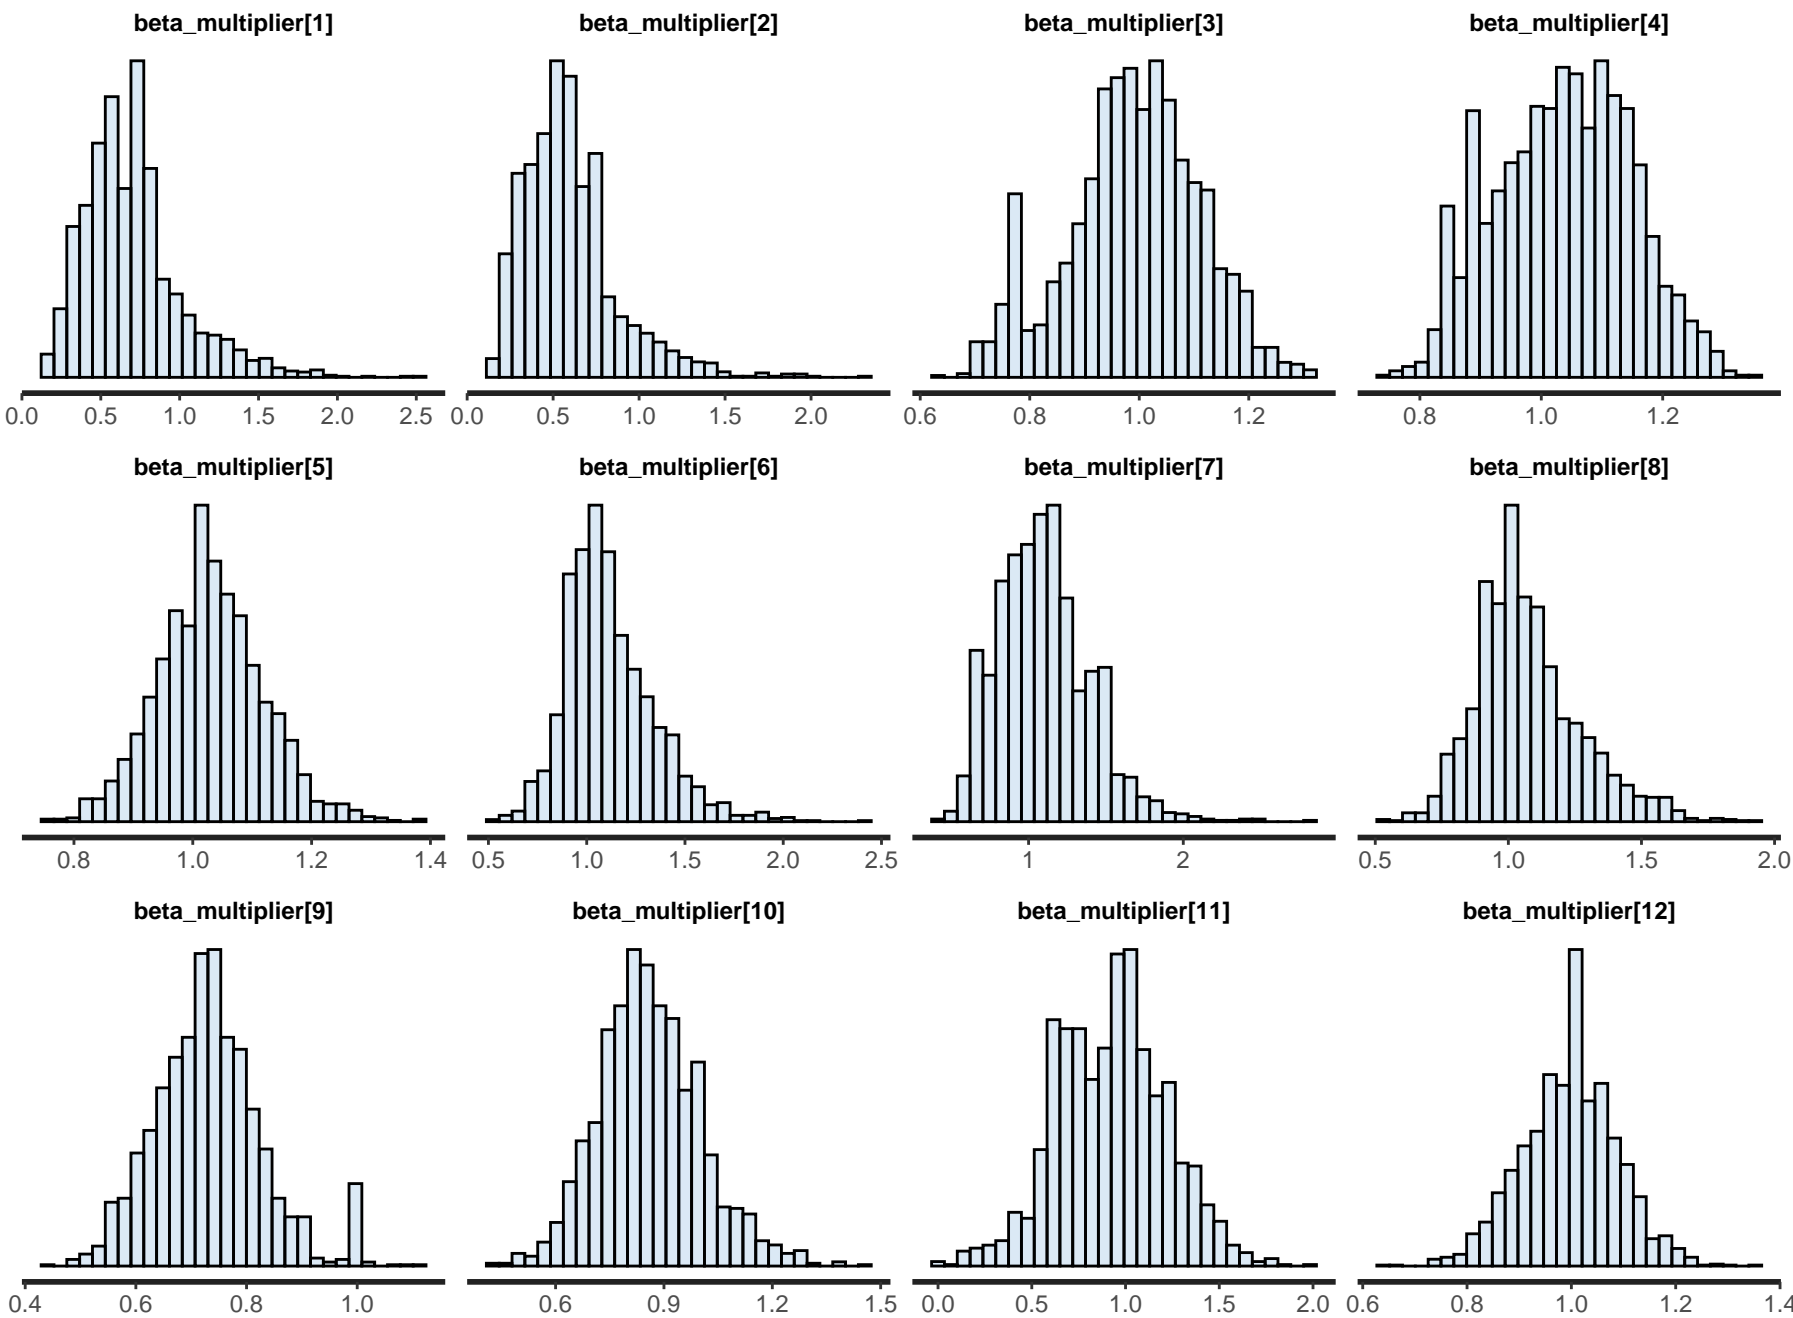 beta_multiplier[1] beta_multiplier[2] beta_multiplier[3] beta_multiplier[4]
0.0 0.5 1.0 1.5 2.0 2.5 0.0 0.5 1.0 1.5 2.0 0.6 0.8 1.0 1.2 0.8 1.0 1.2
beta_multiplier[5] beta_multiplier[6] beta_multiplier[7] beta_multiplier[8]
0.8 1.0 1.2 1.4 0.5 1.0 1.5 2.0 2.5 1 2 0.5 1.0 1.5 2.0
beta_multiplier[9] beta_multiplier[10] beta_multiplier[11] beta_multiplier[12]
0.4 0.6 0.8 1.0 0.6 0.9 1.2 1.5 0.0 0.5 1.0 1.5 2.0 0.6 0.8 1.0 1.2 1.4